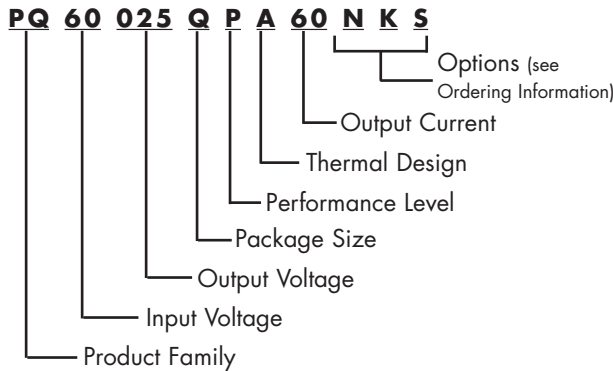 PQ 60 025 Q P A 60 N K S
Options (see
Ordering Information)
Output Current
Thermal Design
Performance Level
Package Size
Output Voltage
Input Voltage
Product Family